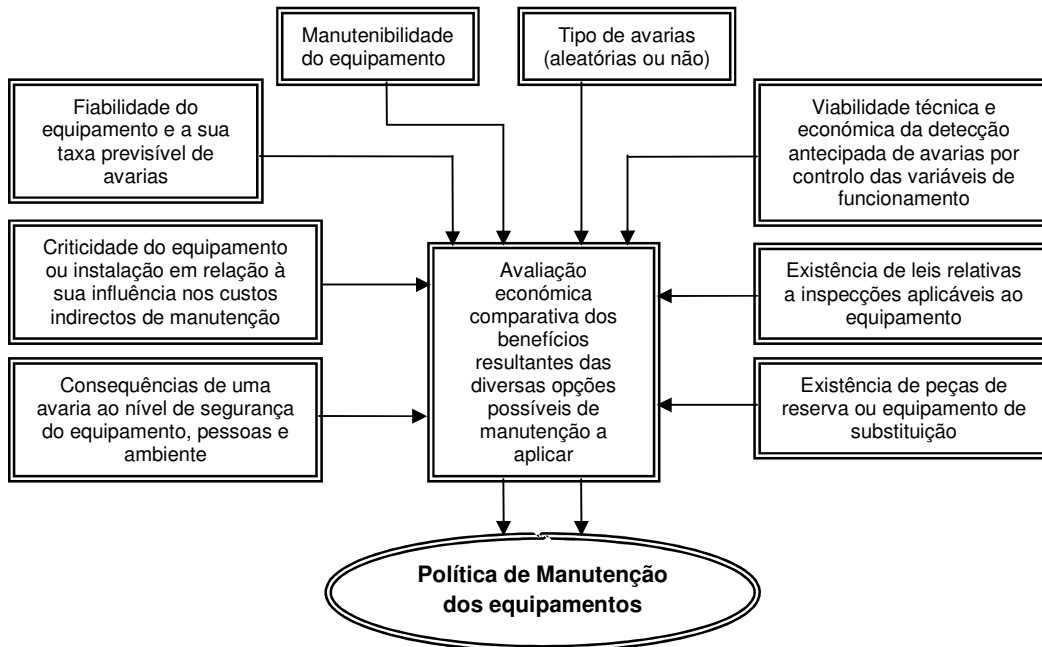 Manutenibilidade
do equipamento
Tipo de avarias
(aleatórias ou não)
Fiabilidade do
equipamento e a sua
taxa previsível de
avarias
Viabilidade técnica e
económica da detecção
antecipada de avarias por
controlo das variáveis de
funcionamento
Criticidade do equipamento
ou instalação em relação à
sua influência nos custos
indirectos de manutenção
Avaliação
económica
comparativa dos
benefícios
resultantes das
diversas opções
possíveis de
manutenção a
aplicar
Existência de leis relativas
a inspecções aplicáveis ao
equipamento
Consequências de uma
avaria ao nível de segurança
do equipamento, pessoas e
ambiente
Existência de peças de
reserva ou equipamento de
substituição
Política de Manutenção
dos equipamentos